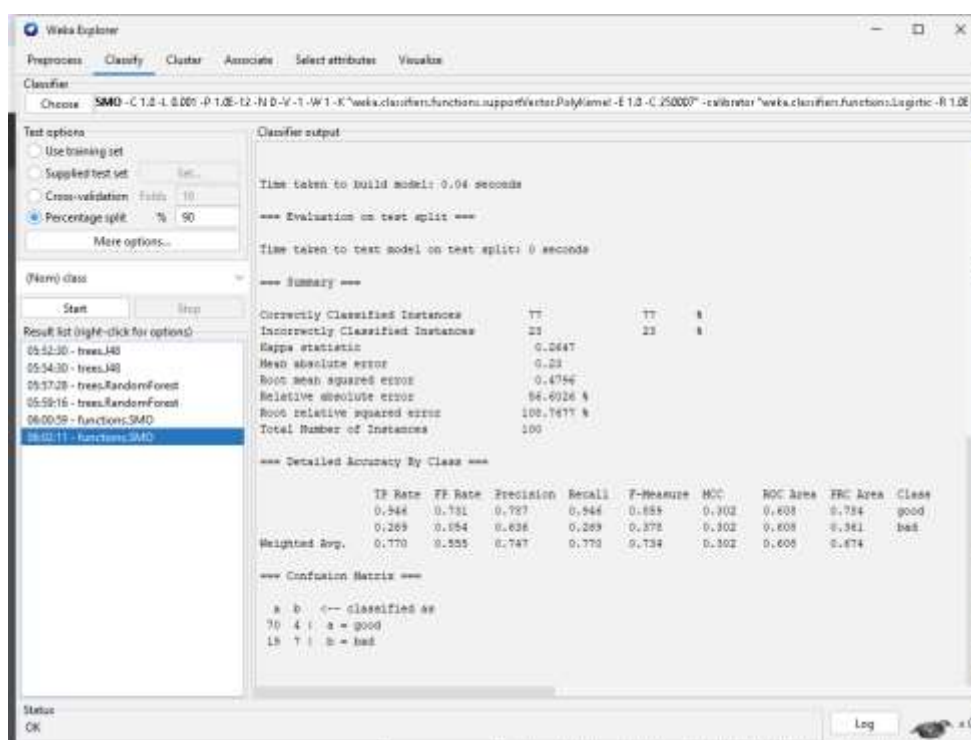 Weka Explorer
Preprocess Classify Cluster Associate Select attributes Visualize
Classifier
Choose SMO -C 1.0 -L 0.001 -P 1.0E-12 -N 0 -V -1 -W 1 -K "weka.classifiers.functions.supportVector.PolyKernel -E 1.0 -C 250007" -calibrator "weka.classifiers.functions.Logistic -R 1.0E
Test options
Use training set
Supplied test set Set...
Cross-validation Folds 10
Percentage split % 90
More options...
(Nom) class
Start Stop
Result list (right-click for options)
05:52:30 - trees.J48
05:54:30 - trees.J48
05:57:28 - trees.RandomForest
05:59:16 - trees.RandomForest
06:00:59 - functions.SMO
06:02:11 - functions.SMO
Classifier output
Time taken to build model: 0.04 seconds
=== Evaluation on test split ===
Time taken to test model on test split: 0 seconds
=== Summary ===
Correctly Classified Instances 77 77 %
Incorrectly Classified Instances 23 23 %
Kappa statistic 0.2647
Mean absolute error 0.23
Root mean squared error 0.4796
Relative absolute error 56.6026 %
Root relative squared error 108.7677 %
Total Number of Instances 100
=== Detailed Accuracy By Class ===
TP Rate FP Rate Precision Recall F-Measure MCC ROC Area PRC Area Class
0.946 0.731 0.787 0.946 0.859 0.302 0.608 0.784 good
0.269 0.054 0.636 0.269 0.378 0.302 0.608 0.361 bad
Weighted Avg. 0.770 0.555 0.747 0.770 0.734 0.302 0.608 0.674
=== Confusion Matrix ===
a b <-- classified as
70 4 | a = good
19 7 | b = bad
Status
OK
Log
x 0